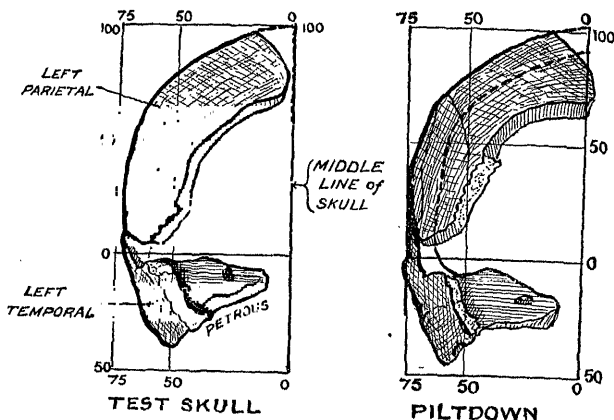 75 50 0
100 100
LEFT
PARIETAL
(MIDDLE
LINE of
SKULL
0
LEFT
TEMPORAL
PETROUS
50
75 50 0
TEST SKULL
75 50 0
100
50
0
50
75 50 0
PILTDOWN